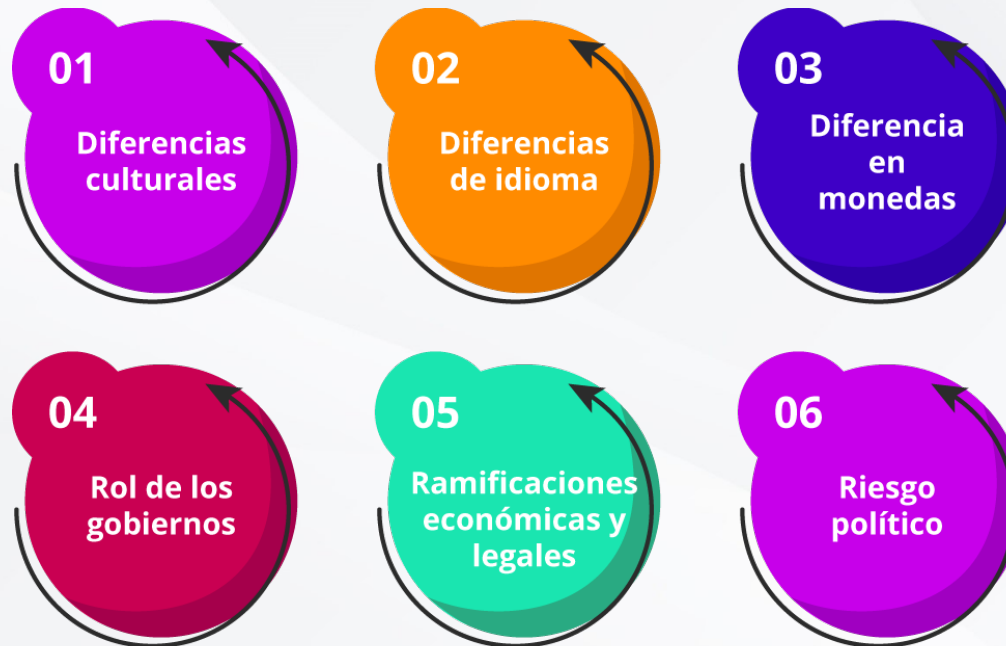 01
Diferencias
culturales
02
Diferencias
de idioma
03
Diferencia
en
monedas
04
Rol de los
gobiernos
05
Ramificaciones
económicas y
legales
06
Riesgo
político